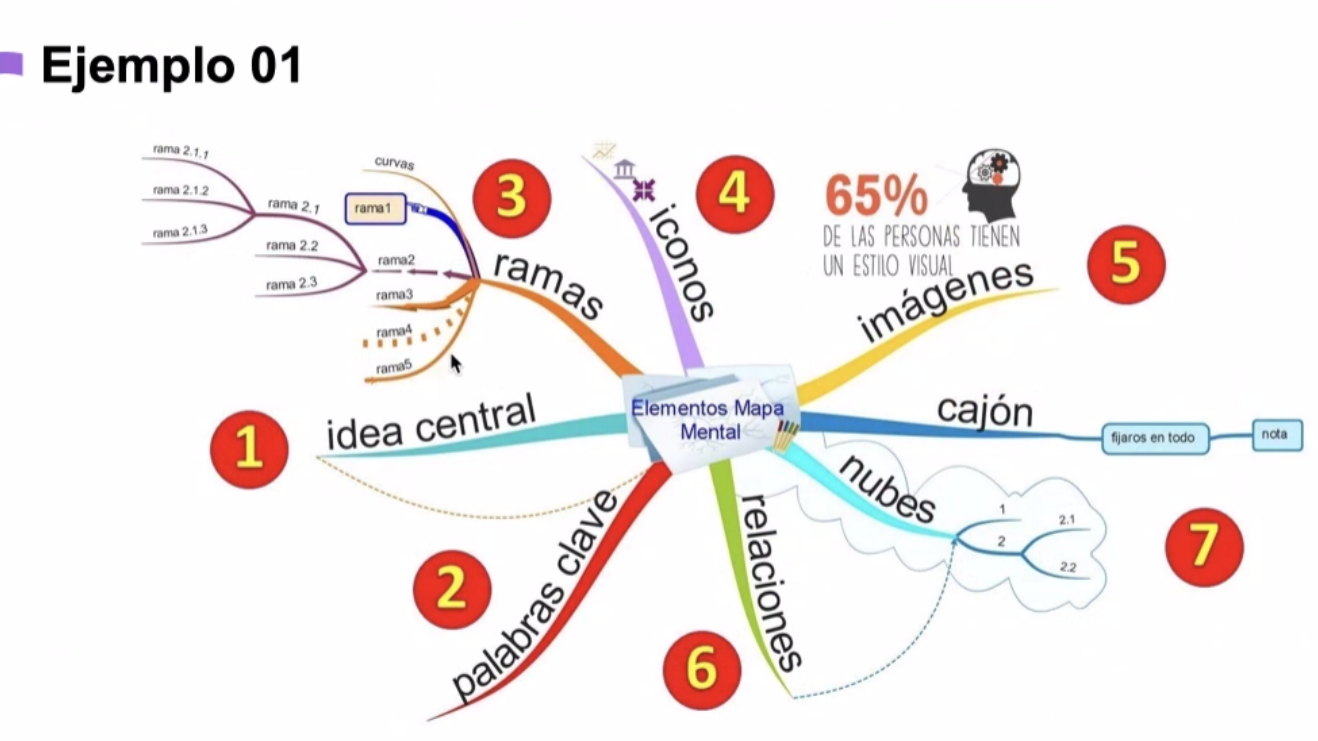 Ejemplo 01
rama 2.1.1
rama 2.1.2
rama 2.1.3
rama 2.1
rama 2.2
rama 2.3
curvas
rama1
rama2
rama3
rama4
rama5
3
ramas
4
iconos
65%
DE LAS PERSONAS TIENEN
UN ESTILO VISUAL
5
imágenes
Elementos Mapa
Mental
1
idea central
cajón
fijaros en todo
nota
nubes
1
2
2.1
2.2
7
2
palabras clave
6
relaciones